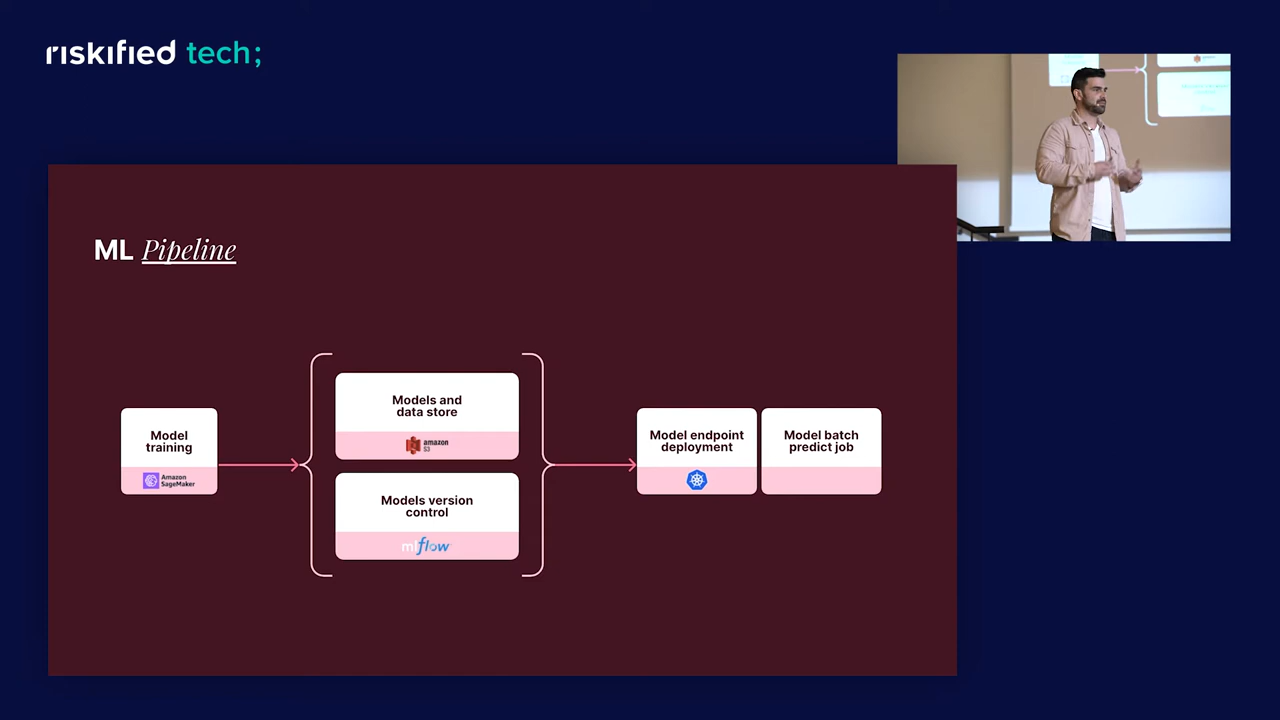 riskified tech;
ML Pipeline
Model
training
Amazon
SageMaker
Models and
data store
amazon
S3
Models version
control
mlflow
Model endpoint
deployment
Model batch
predict job